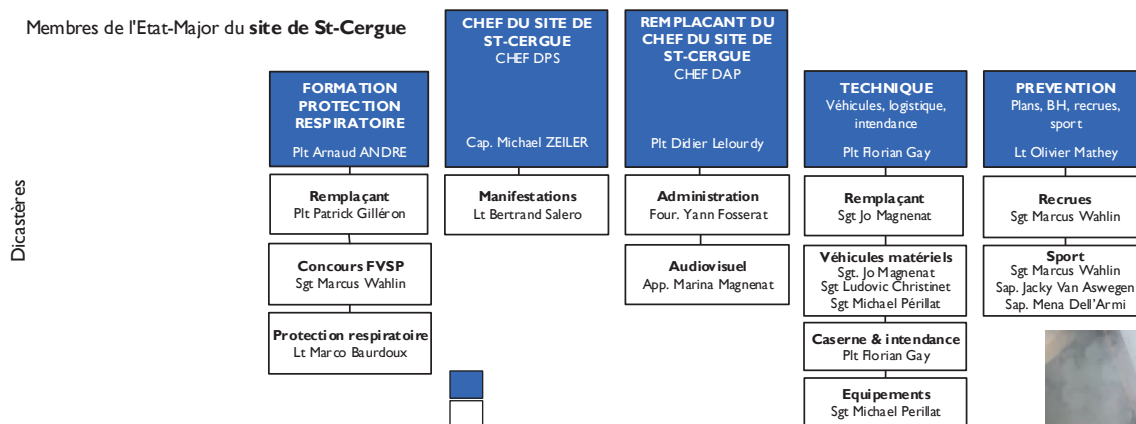 Membres de l'Etat-Major du site de St-Cergue
Dicastères
FORMATION
PROTECTION
RESPIRATOIRE
Plt Arnaud ANDRE
Remplaçant
Plt Patrick Gilléron
Concours FVSP
Sgt Marcus Wahlin
Protection respiratoire
Lt Marco Baurdoux
CHEF DU SITE DE
ST-CERGUE
CHEF DPS
Cap. Michael ZEILER
Manifestations
Lt Bertrand Salero
REMPLACANT DU
CHEF DU SITE DE
ST-CERGUE
CHEF DAP
Plt Didier Lelourdy
Administration
Four. Yann Fosserat
Audiovisuel
App. Marina Magnenat
TECHNIQUE
Véhicules, logistique,
intendance
Plt Florian Gay
Remplaçant
Sgt Jo Magnenat
Véhicules matériels
Sgt. Jo Magnenat
Sgt Ludovic Christinet
Sgt Michael Périllat
Caserne & intendance
Plt Florian Gay
Equipements
Sgt Michael Perillat
PREVENTION
Plans, BH, recrues,
sport
Lt Olivier Mathey
Recrues
Sgt Marcus Wahlin
Sport
Sgt Marcus Wahlin
Sap. Jacky Van Aswegen
Sap. Mena Dell'Armi